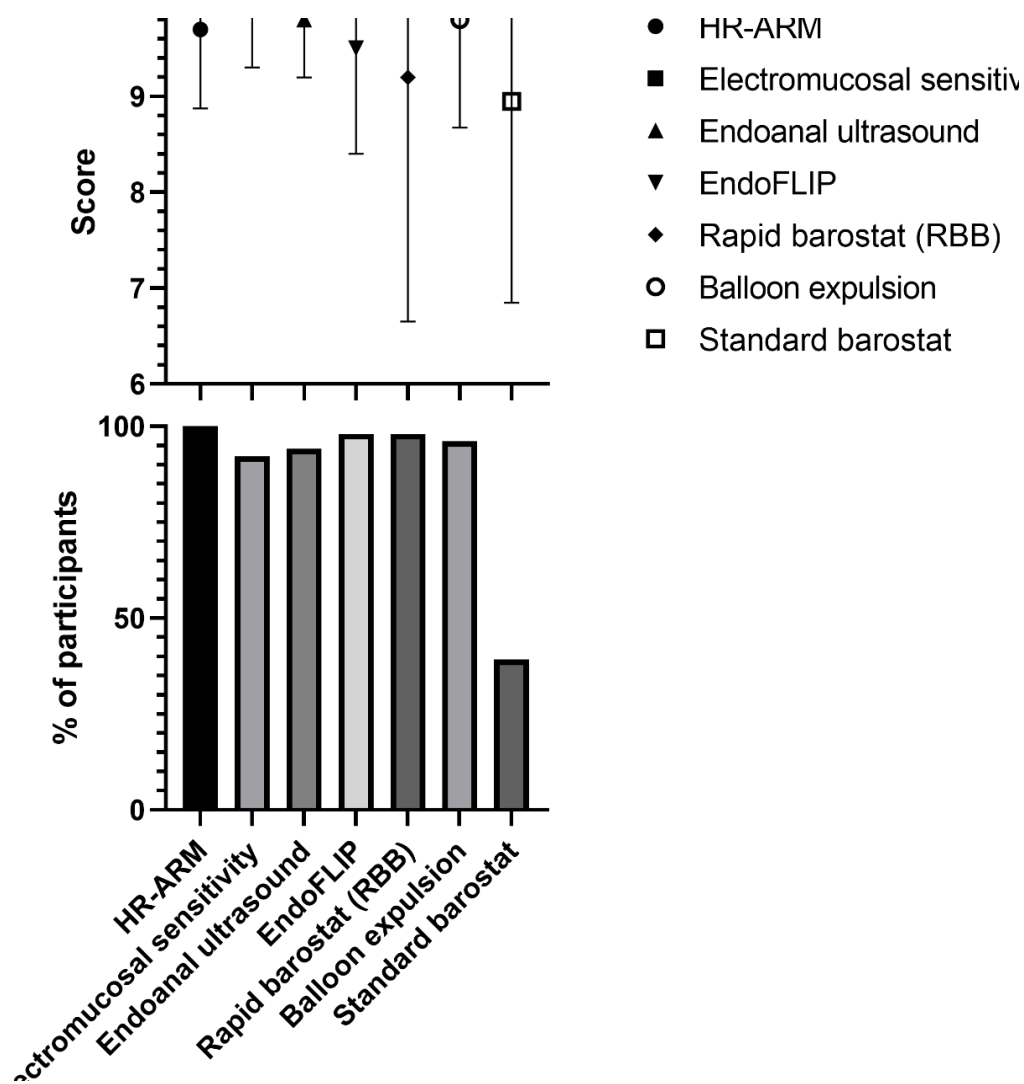 HR-ARM
Electromucosal sensitiv
Endoanal ultrasound
EndoFLIP
Rapid barostat (RBB)
Balloon expulsion
Standard barostat
Score
9
8
7
6
% of participants
100
50
0
HR-ARM
ectromucosal sensitivity
Endoanal ultrasound
EndoFLIP
Rapid barostat (RBB)
Balloon expulsion
Standard barostat